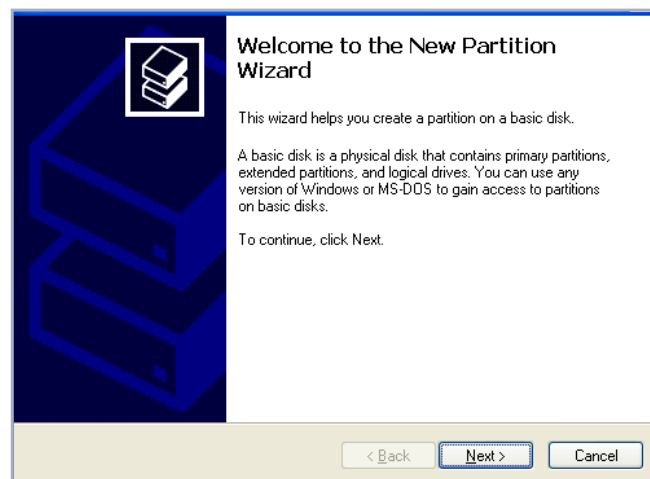 Welcome to the New Partition
Wizard
This wizard helps you create a partition on a basic disk.
A basic disk is a physical disk that contains primary partitions,
extended partitions, and logical drives. You can use any
version of Windows or MS-DOS to gain access to partitions
on basic disks.
To continue, click Next.
< Back
Next >
Cancel